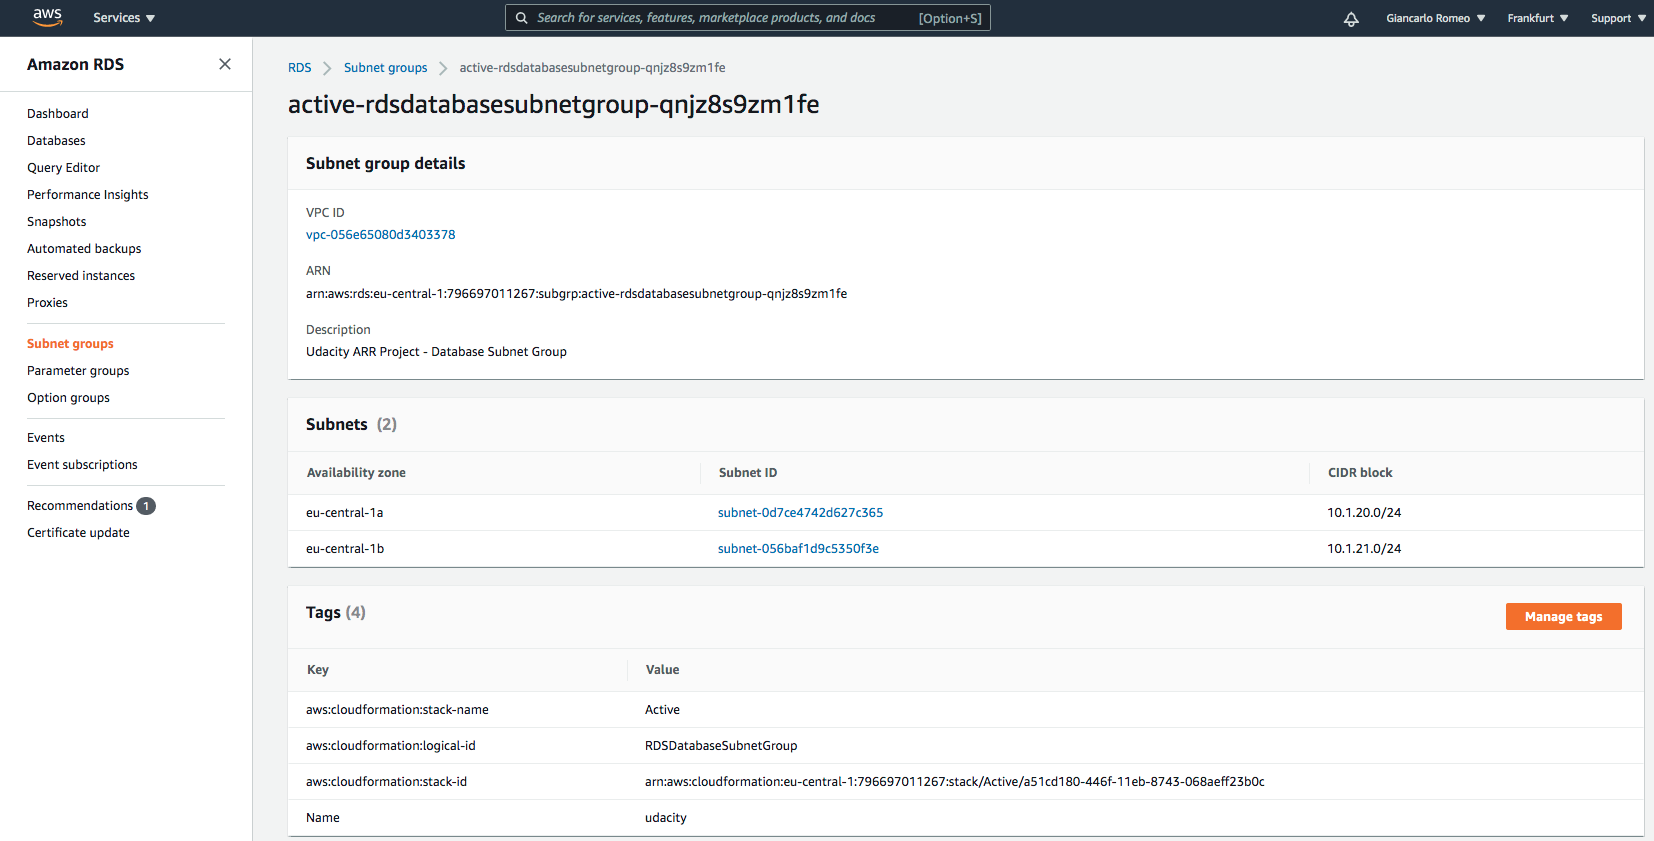 aws Services Search for services, features, marketplace products, and docs [Option+S] Giancarlo Romeo Frankfurt Support
Amazon RDS
Dashboard
Databases
Query Editor
Performance Insights
Snapshots
Automated backups
Reserved instances
Proxies
Subnet groups
Parameter groups
Option groups
Events
Event subscriptions
Recommendations 1
Certificate update
RDS Subnet groups active-rdsdatabasesubnetgroup-qnjz8s9zm1fe
active-rdsdatabasesubnetgroup-qnjz8s9zm1fe
Subnet group details
VPC ID
vpc-056e65080d3403378
ARN
arn:aws:rds:eu-central-1:796697011267:subgrp:active-rdsdatabasesubnetgroup-qnjz8s9zm1fe
Description
Udacity ARR Project - Database Subnet Group
Subnets (2)
Availability zone Subnet ID CIDR block
eu-central-1a subnet-0d7ce4742d627c365 10.1.20.0/24
eu-central-1b subnet-056baf1d9c5350f3e 10.1.21.0/24
Tags (4)
Manage tags
Key Value
aws:cloudformation:stack-name Active
aws:cloudformation:logical-id RDSDatabaseSubnetGroup
aws:cloudformation:stack-id arn:aws:cloudformation:eu-central-1:796697011267:stack/Active/a51cd180-446f-11eb-8743-068aeff23b0c
Name udacity